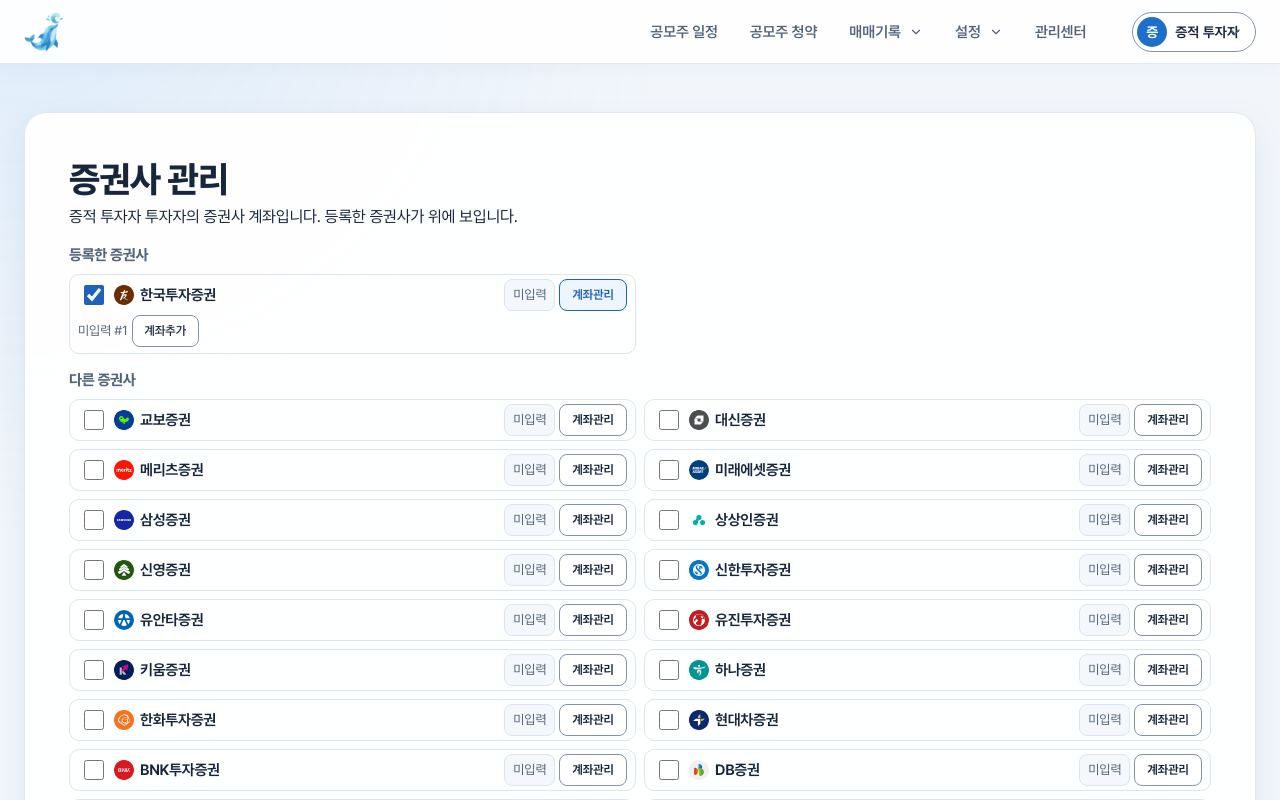 공모주 일정 공모주 청약 매매기록 설정 관리센터 증 증적 투자자
증권사 관리
증적 투자자 투자자의 증권사 계좌입니다. 등록한 증권사가 위에 보입니다.
등록한 증권사
한국투자증권 미입력 계좌관리
미입력 #1 계좌추가
다른 증권사
교보증권 미입력 계좌관리 대신증권 미입력 계좌관리
meritz 메리츠증권 미입력 계좌관리 미래에셋증권 미입력 계좌관리
삼성증권 미입력 계좌관리 상상인증권 미입력 계좌관리
신영증권 미입력 계좌관리 신한투자증권 미입력 계좌관리
유안타증권 미입력 계좌관리 유진투자증권 미입력 계좌관리
키움증권 미입력 계좌관리 하나증권 미입력 계좌관리
한화투자증권 미입력 계좌관리 현대차증권 미입력 계좌관리
BNK BNK투자증권 미입력 계좌관리 DB증권 미입력 계좌관리